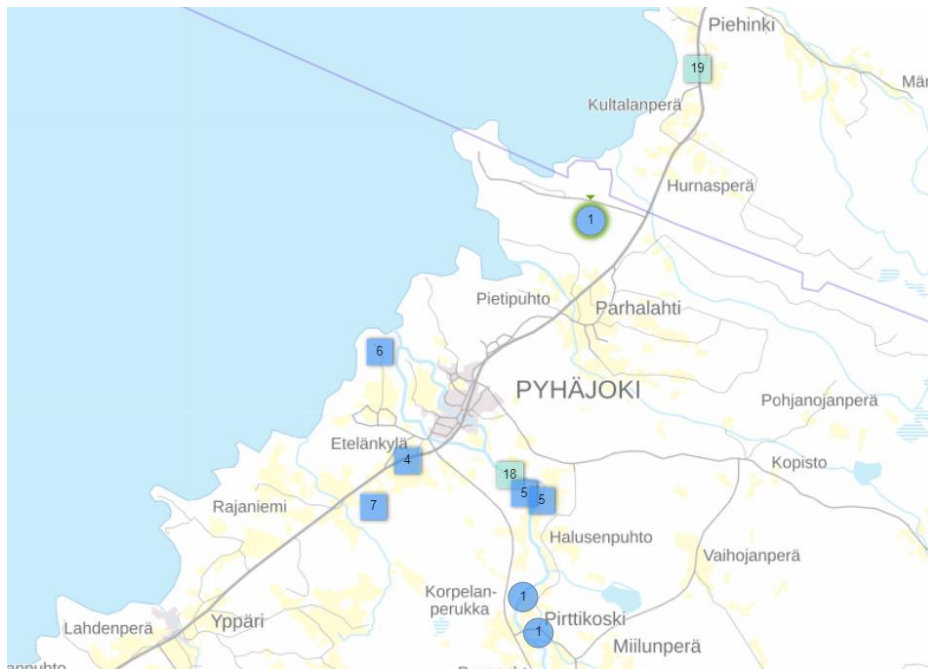 Piehinki
19
Mär
Kultalanperä
Hurnasperä
1
Pietipuhto
Parhalahti
6
PYHÄJOKI
Pohjanojanperä
Etelänkylä
4
Kopisto
18
5
5
7
Rajaniemi
Halusenpuhto
Vaihojanperä
Korpelan-
perukka
1
Pirttikoski
1
Lahdenperä
Yppäri
Miilunperä